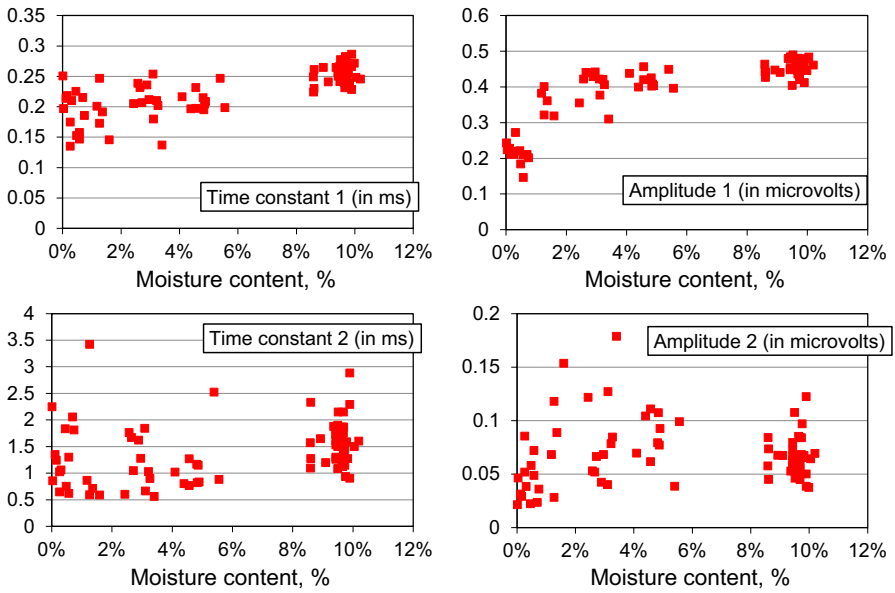 0.35
0.3
0.25
0.2
0.15
0.1
0.05
0
Time constant 1 (in ms)
0% 2% 4% 6% 8% 10% 12%
Moisture content, %
0.6
0.5
0.4
0.3
0.2
0.1
0
Amplitude 1 (in microvolts)
0% 2% 4% 6% 8% 10% 12%
Moisture content, %
4
3.5
3
2.5
2
1.5
1
0.5
0
Time constant 2 (in ms)
0% 2% 4% 6% 8% 10% 12%
Moisture content, %
0.2
0.15
0.1
0.05
0
Amplitude 2 (in microvolts)
0% 2% 4% 6% 8% 10% 12%
Moisture content, %